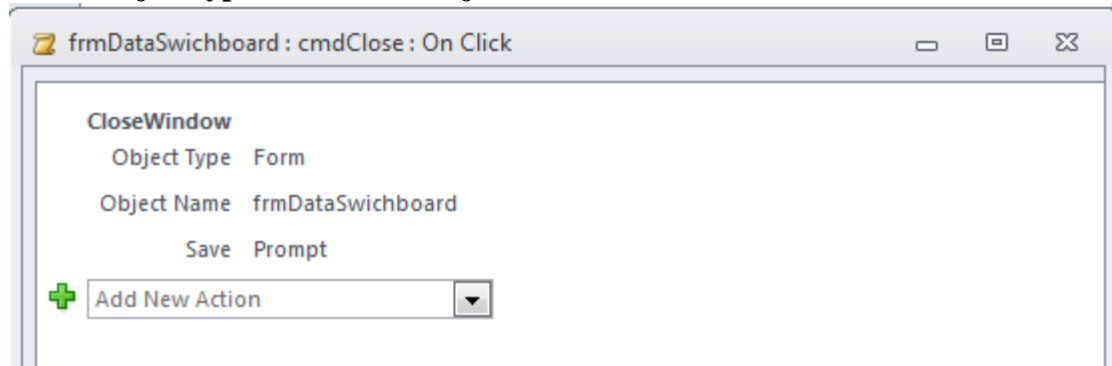 frmDataSwichboard : cmdClose : On Click
CloseWindow
Object Type Form
Object Name frmDataSwichboard
Save Prompt
Add New Action